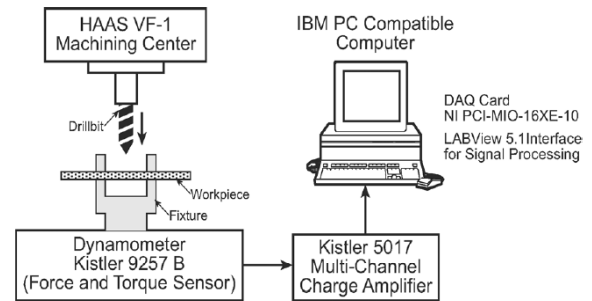 HAAS VF-1
Machining Center
Drillbit
Workpiece
Fixture
Dynamometer
Kistler 9257 B
(Force and Torque Sensor)
Kistler 5017
Multi-Channel
Charge Amplifier
IBM PC Compatible
Computer
DAQ Card
NI PCI-MIO-16XE-10
LABView 5.1Interface
for Signal Processing